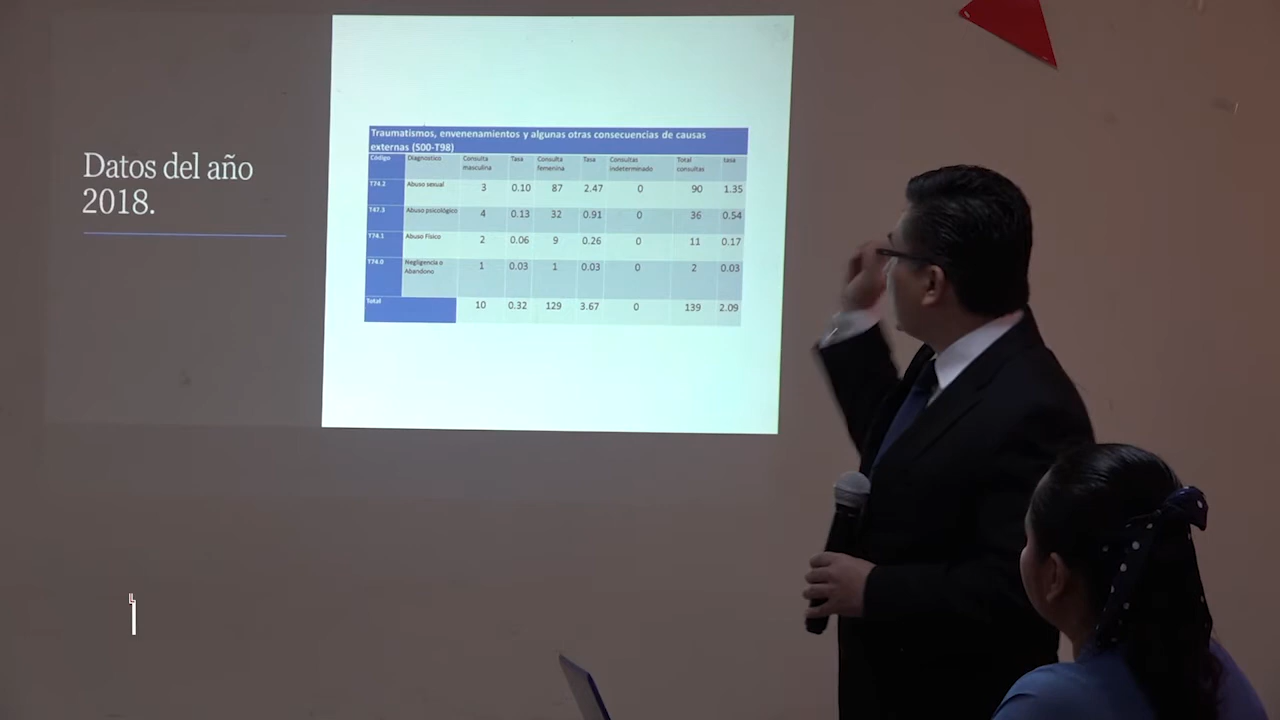 Datos del año
2018.
Traumatismos, envenenamientos y algunas otras consecuencias de causas
externas (S00-T98)
Código Diagnostico Consulta masculina Tasa Consulta femenina Tasa Consultas indeterminado Total consultas tasa
T74.2 Abuso sexual 3 0.10 87 2.47 0 90 1.35
T47.3 Abuso psicológico 4 0.13 32 0.91 0 36 0.54
T74.1 Abuso Físico 2 0.06 9 0.26 0 11 0.17
T74.0 Negligencia o Abandono 1 0.03 1 0.03 0 2 0.03
Total 10 0.32 129 3.67 0 139 2.09